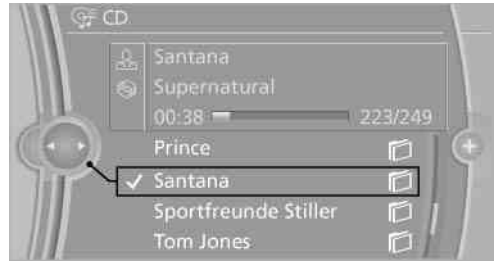 CD
Santana
Supernatural
00:38 223/249
Prince
Santana
Sportfreunde Stiller
Tom Jones